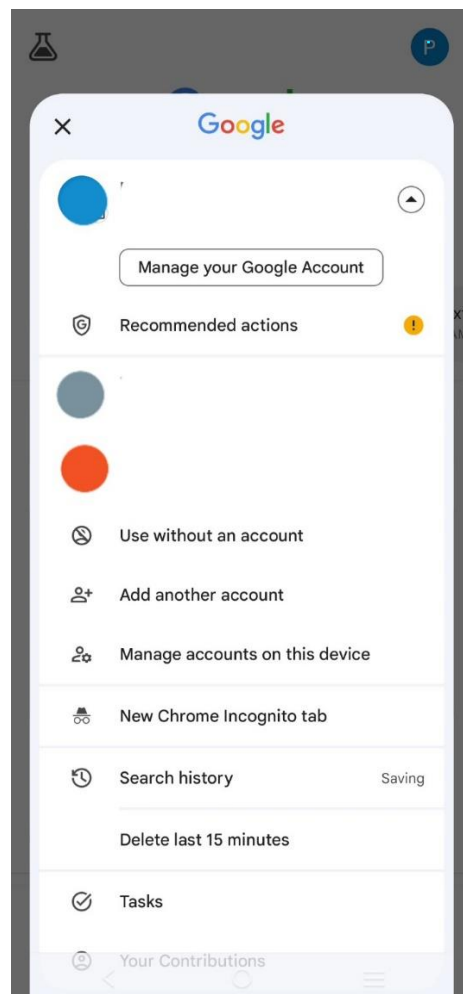 P
Google
Manage your Google Account
Recommended actions
Use without an account
Add another account
Manage accounts on this device
New Chrome Incognito tab
Search history Saving
Delete last 15 minutes
Tasks
Your Contributions